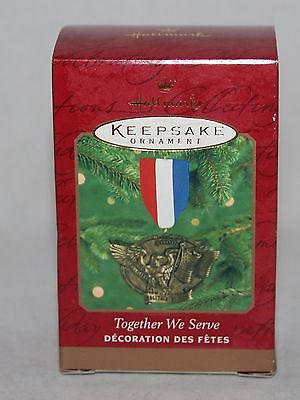 Hallmark
Hallmark
KEEPSAKE
ORNAMENT
Together We Serve
DÉCORATION DES FÊTES